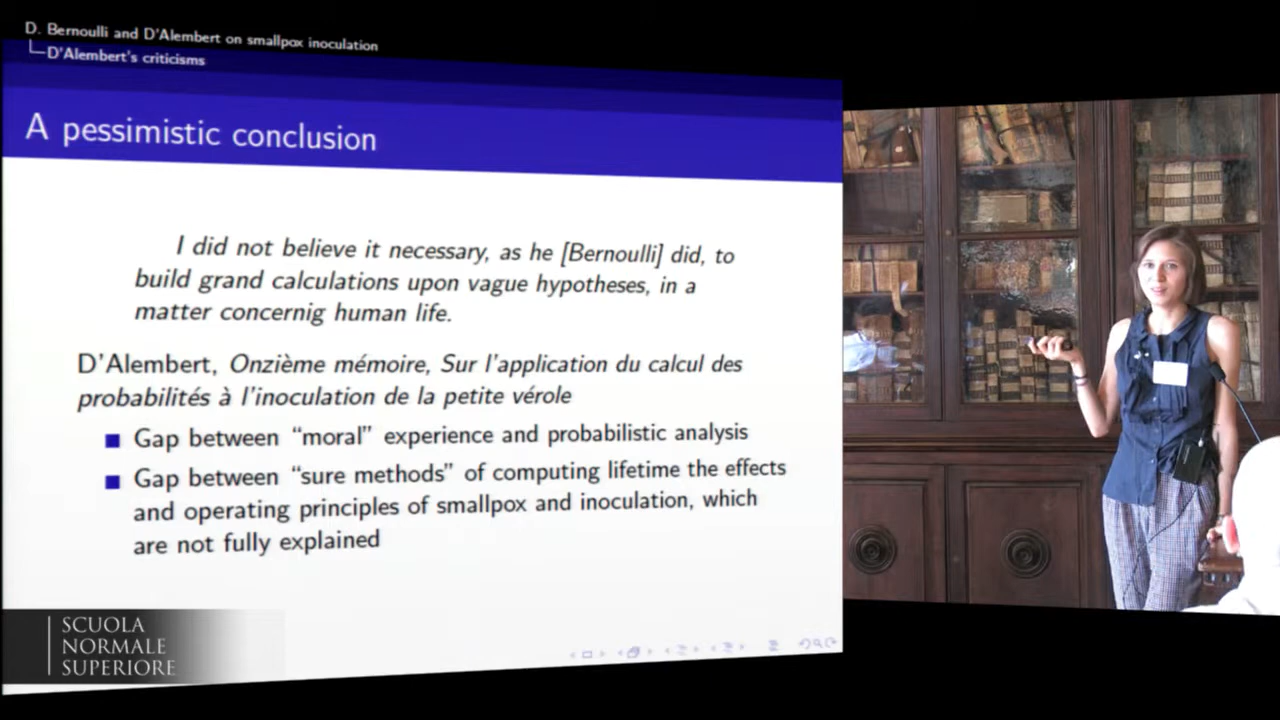 D. Bernoulli and D'Alembert on smallpox inoculation
D'Alembert's criticisms
A pessimistic conclusion
I did not believe it necessary, as he [Bernoulli] did, to
build grand calculations upon vague hypotheses, in a
matter concernig human life.
D'Alembert, Onzième mémoire, Sur l'application du calcul des
probabilités à l'inoculation de la petite vérole
Gap between “moral” experience and probabilistic analysis
Gap between “sure methods” of computing lifetime the effects
and operating principles of smallpox and inoculation, which
are not fully explained
SCUOLA
NORMALE
SUPERIORE